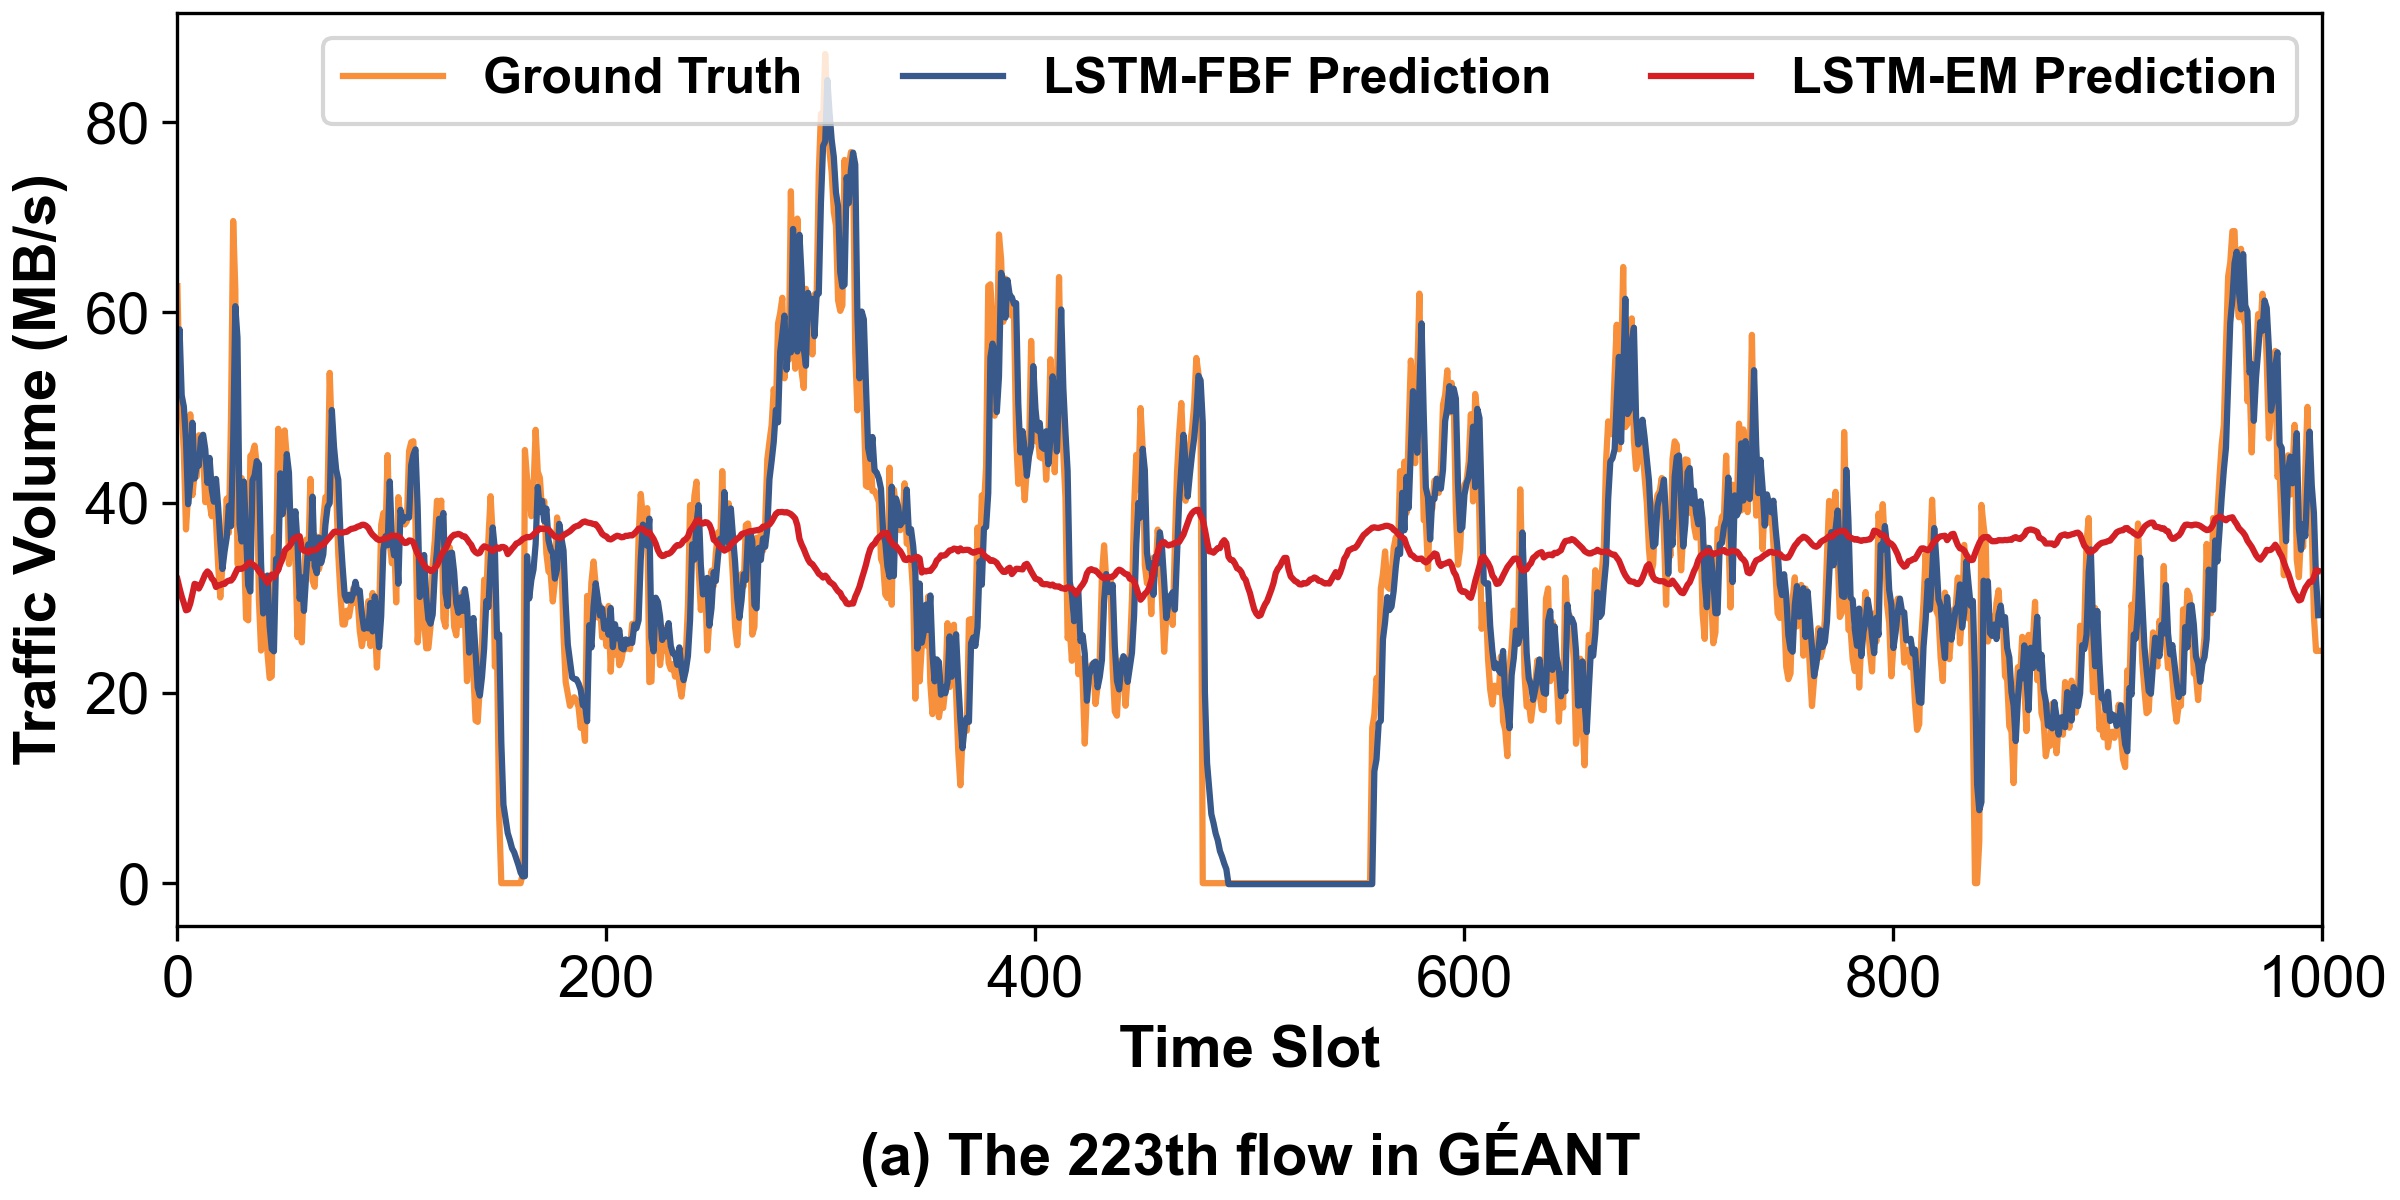 Ground Truth
LSTM-FBF Prediction
LSTM-EM Prediction
Traffic Volume (MB/s)
80
60
40
20
0
0
200
400
600
800
1000
Time Slot
(a) The 223th flow in GÉANT